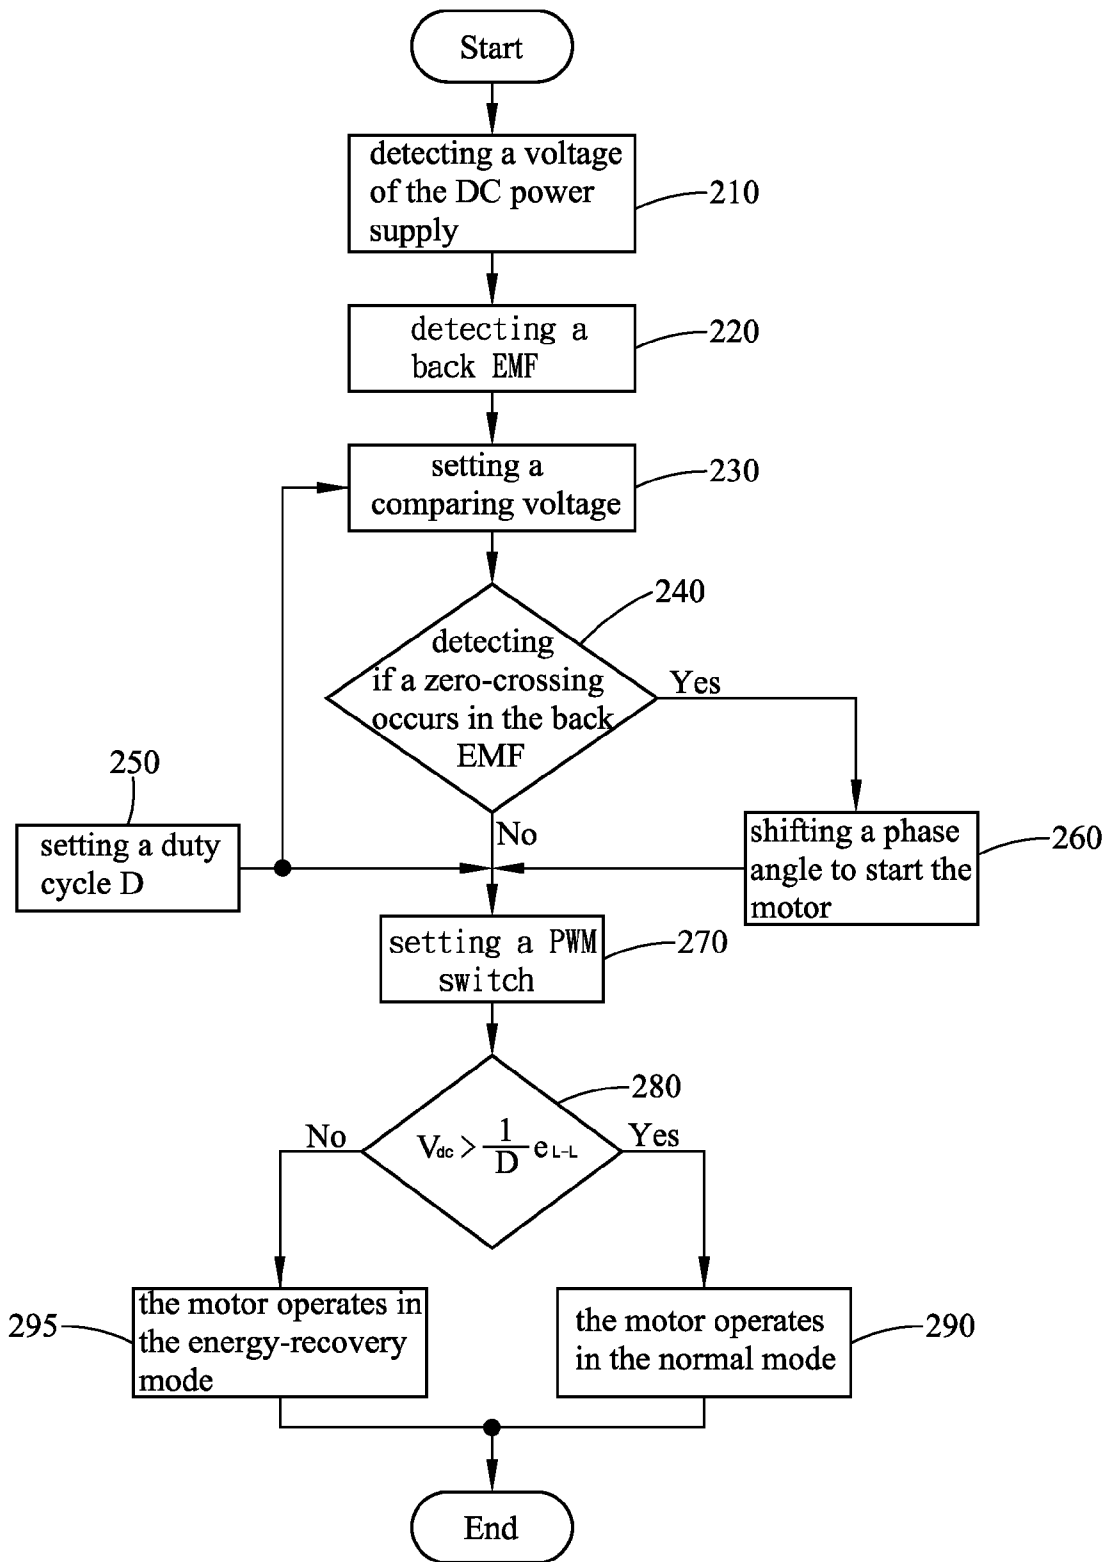 Start
detecting a voltage
of the DC power
supply
210
detecting a
back EMF
220
setting a
comparing voltage
230
240
detecting
if a zero-crossing
occurs in the back
EMF
Yes
250
No
setting a duty
cycle D
shifting a phase
angle to start the
motor
260
setting a PWM
switch
270
280
No
Vdc > 1/D eL-L
Yes
295
the motor operates in
the energy-recovery
mode
the motor operates
in the normal mode
290
End